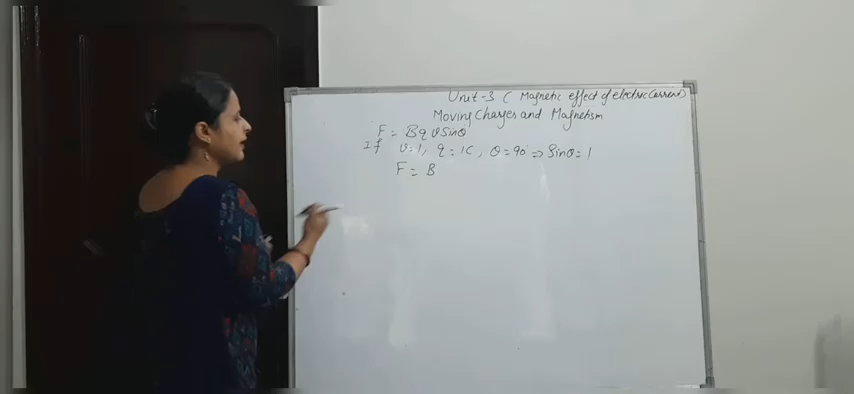 Unit-3 ( Magnetic effect of electric Current)
Moving Charges and Magnetism
F = Bq v Sinθ
If v=1, q = 1C, θ = 90° ⇒ Sinθ = 1
F = B